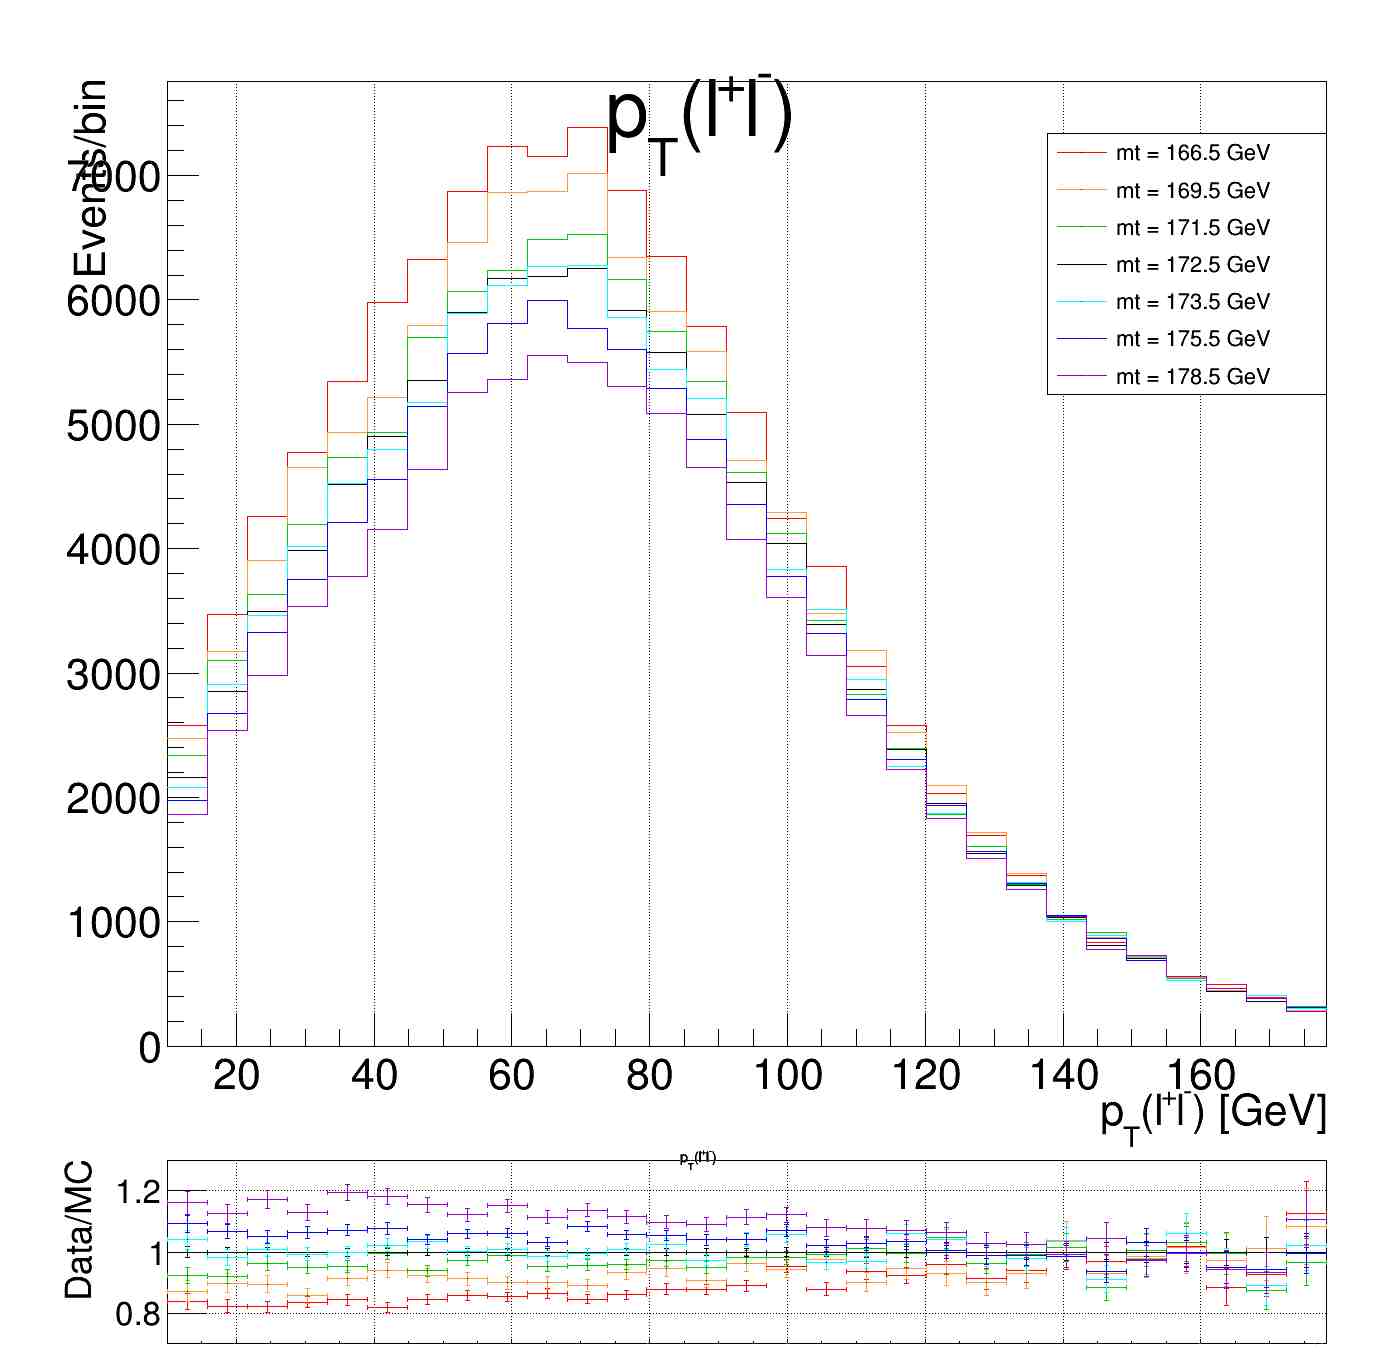 p_T(l^+l^-)
Events/bin
7000
6000
5000
4000
3000
2000
1000
0
mt = 166.5 GeV
mt = 169.5 GeV
mt = 171.5 GeV
mt = 172.5 GeV
mt = 173.5 GeV
mt = 175.5 GeV
mt = 178.5 GeV
20 40 60 80 100 120 140 160
p_T(l^+l^-) [GeV]
p_T(l^+l^-)
Data/MC
1.2
1
0.8